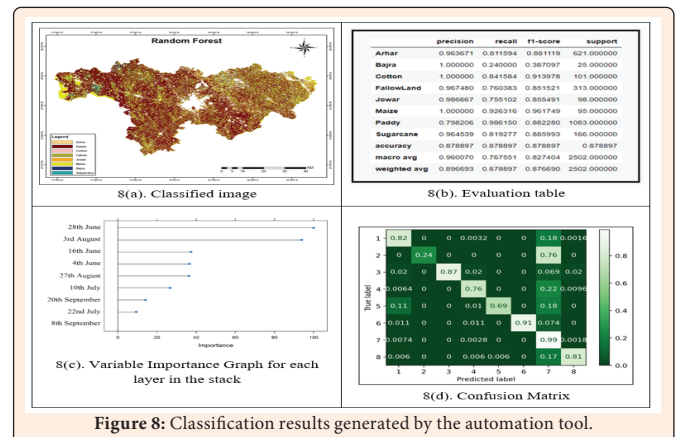 Random Forest
Legend
8(a). Classified image
precision recall f1-score support
Arhar 0.963671 0.811594 0.881119 621.000000
Bajra 1.000000 0.240000 0.387097 25.000000
Cotton 1.000000 0.841584 0.913978 101.000000
FallowLand 0.967480 0.760383 0.851521 313.000000
Jowar 0.986667 0.755102 0.855491 98.000000
Maize 1.000000 0.926316 0.961749 95.000000
Paddy 0.798206 0.986150 0.882280 1083.000000
Sugarcane 0.964539 0.819277 0.885993 166.000000
accuracy 0.878897 0.878897 0.878897 0.878897
macro avg 0.960070 0.767551 0.827404 2502.000000
weighted avg 0.896693 0.878897 0.876690 2502.000000
8(b). Evaluation table
28th June
3rd August
16th June
4th June
27th August
10th July
20th September
22nd July
8th September
0 20 40 60 80 100
Importance
8(c). Variable Importance Graph for each
layer in the stack
True label
1 0.82 0 0.0032 0 0 0.18 0.0016
2 0 0.24 0 0 0 0 0.76 0
3 0.02 0 0.87 0.02 0 0 0.069 0.02
4 0.0064 0 0 0.76 0 0 0.22 0.0096
5 0.11 0 0.01 0.69 0 0.18 0
6 0.011 0 0 0.011 0 0.91 0.074 0
7 0.0074 0 0 0.0028 0 0 0.99 0.0018
8 0.006 0 0 0.006 0.006 0 0.17 0.81
1 2 3 4 5 6 7 8
Predicted label
0.8
0.6
0.4
0.2
0.0
8(d). Confusion Matrix
Figure 8: Classification results generated by the automation tool.